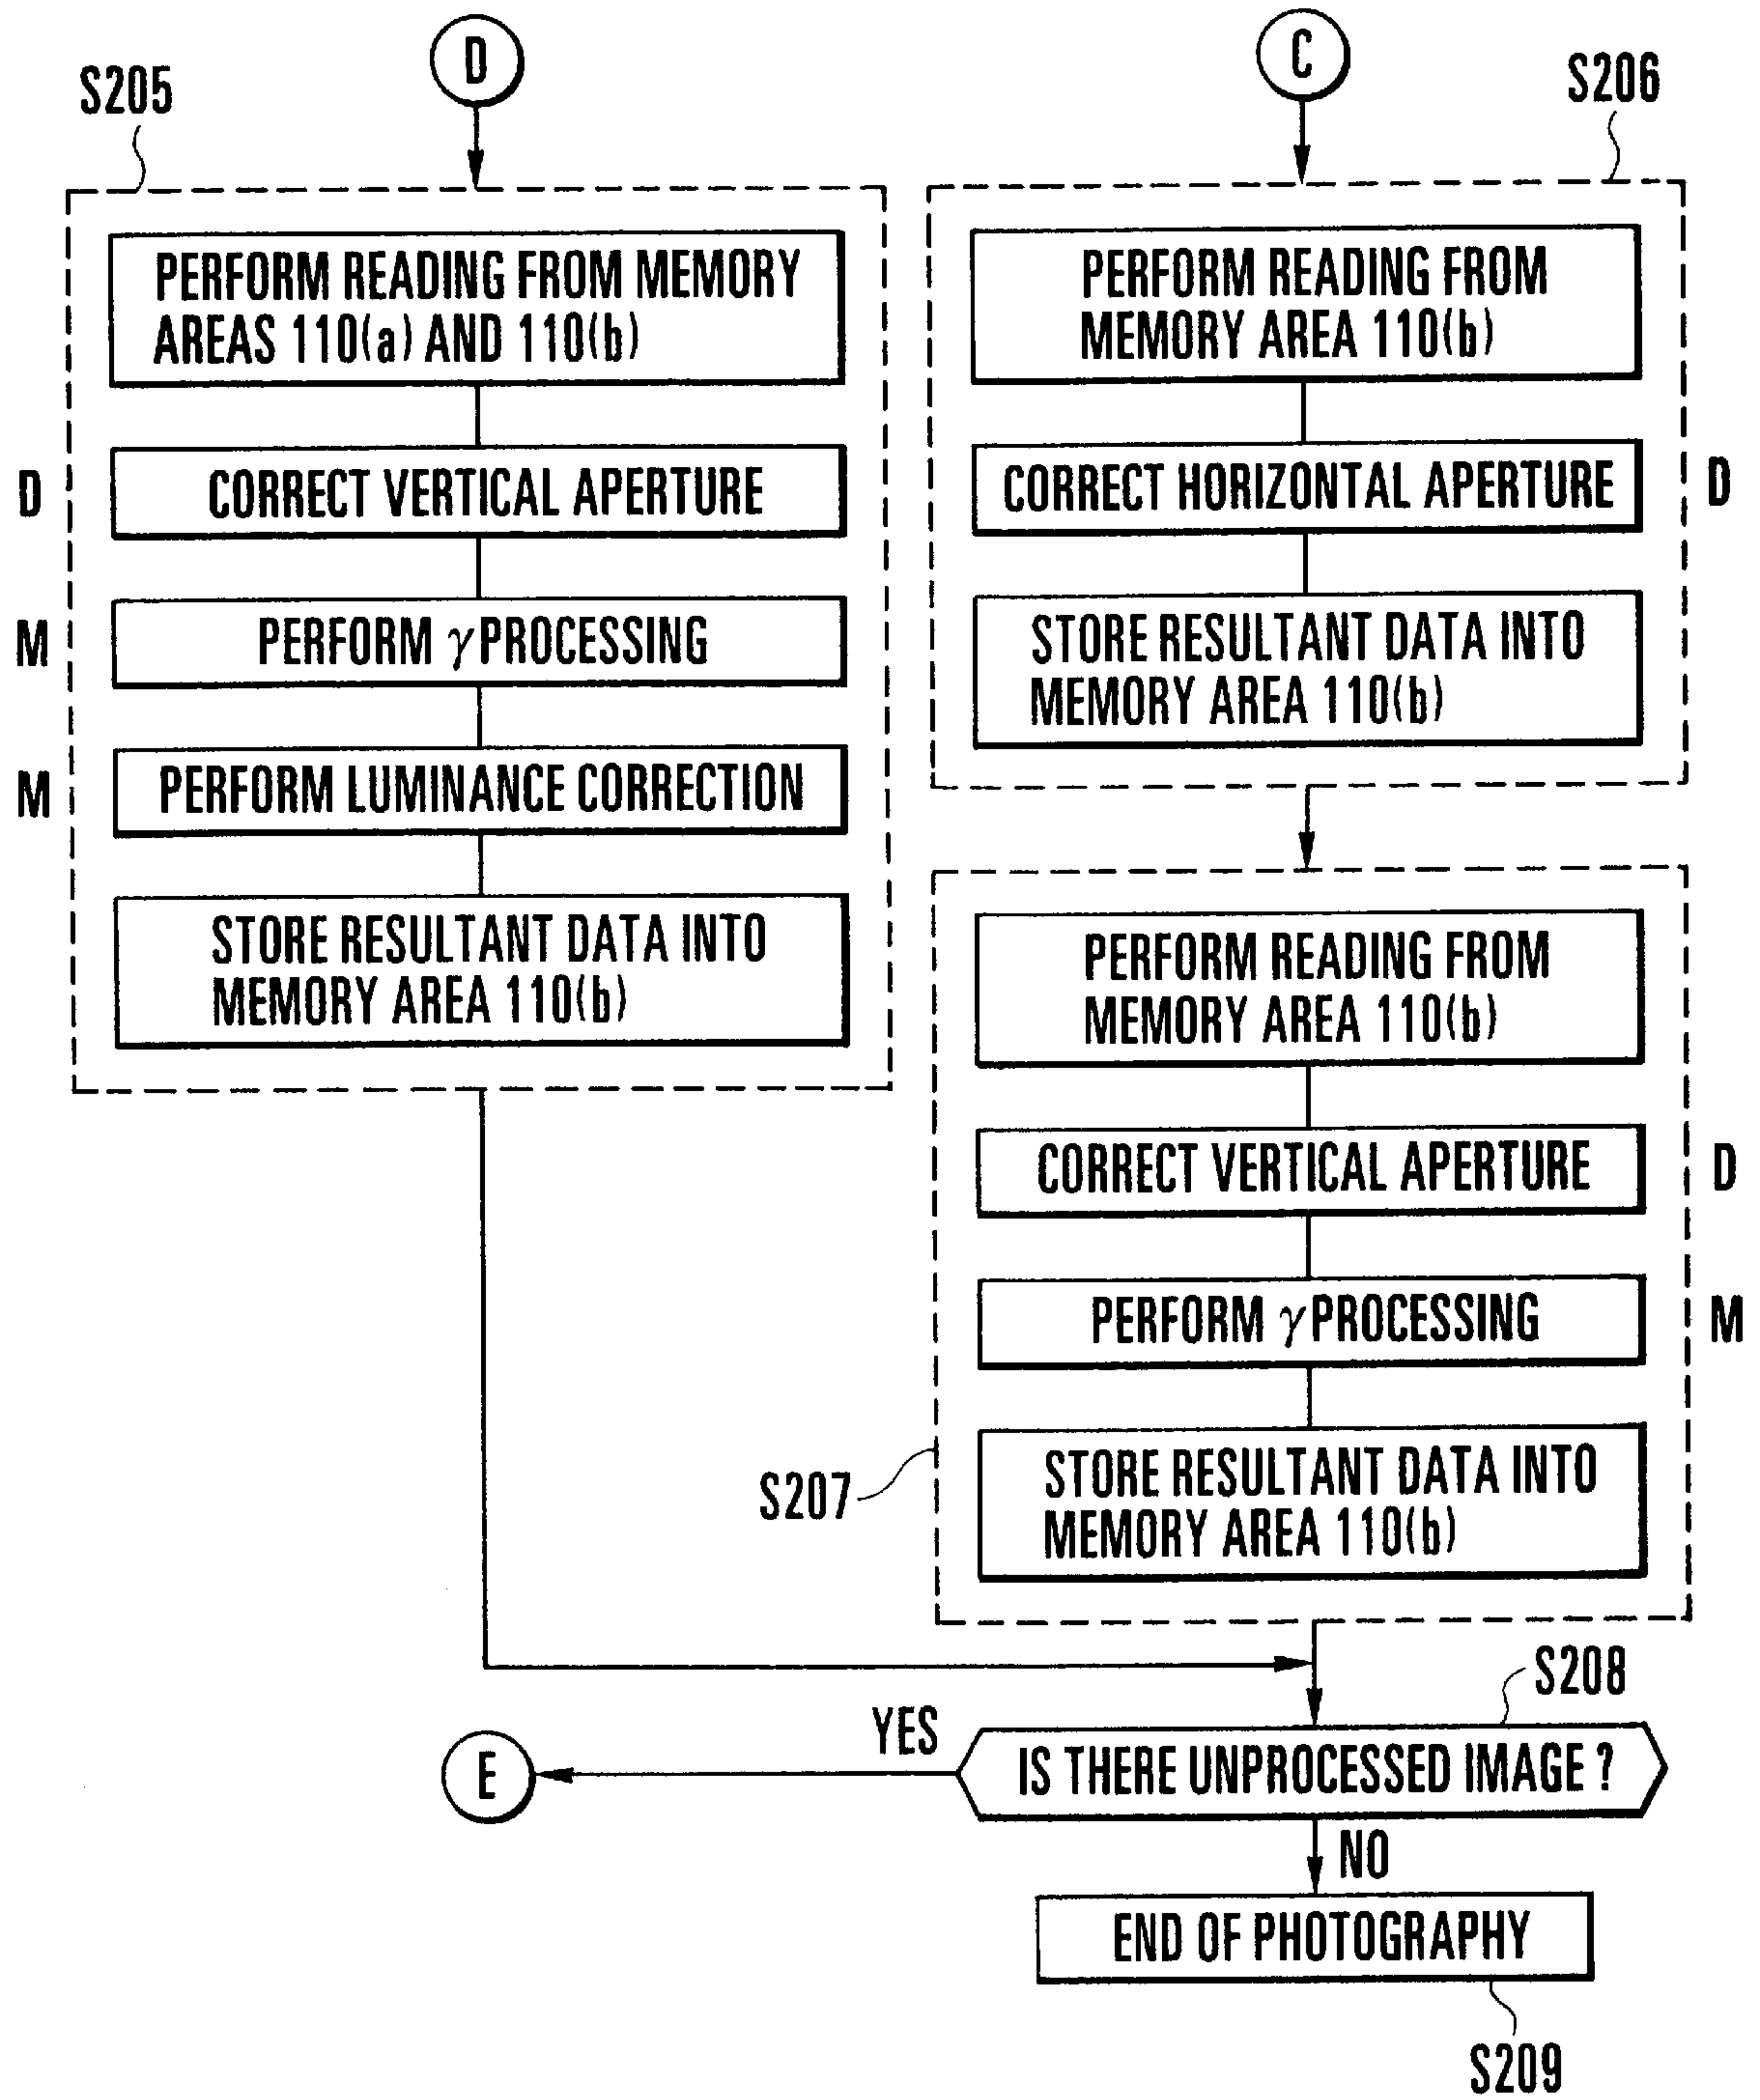 D
S205
PERFORM READING FROM MEMORY
AREAS 110(a) AND 110(b)
D
CORRECT VERTICAL APERTURE
M
PERFORM γ PROCESSING
M
PERFORM LUMINANCE CORRECTION
STORE RESULTANT DATA INTO
MEMORY AREA 110(b)
C
S206
PERFORM READING FROM
MEMORY AREA 110(b)
CORRECT HORIZONTAL APERTURE
D
STORE RESULTANT DATA INTO
MEMORY AREA 110(b)
PERFORM READING FROM
MEMORY AREA 110(b)
CORRECT VERTICAL APERTURE
D
PERFORM γ PROCESSING
M
STORE RESULTANT DATA INTO
MEMORY AREA 110(b)
S207
S208
IS THERE UNPROCESSED IMAGE ?
YES
E
NO
END OF PHOTOGRAPHY
S209